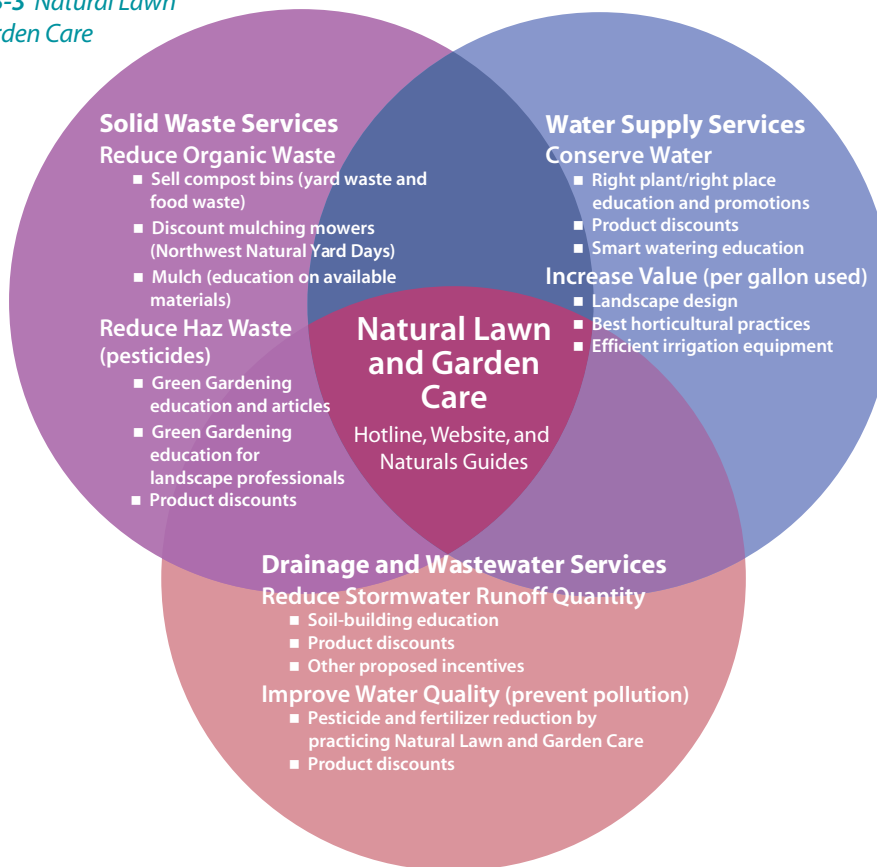 -3 Natural Lawn
rden Care
Solid Waste Services
Reduce Organic Waste
■ Sell compost bins (yard waste and
food waste)
■ Discount mulching mowers
(Northwest Natural Yard Days)
■ Mulch (education on available
materials)
Reduce Haz Waste
(pesticides)
■ Green Gardening
education and articles
■ Green Gardening
education for
landscape professionals
■ Product discounts
Water Supply Services
Conserve Water
■ Right plant/right place
education and promotions
■ Product discounts
■ Smart watering education
Increase Value (per gallon used)
■ Landscape design
■ Best horticultural practices
■ Efficient irrigation equipment
Natural Lawn
and Garden
Care
Hotline, Website, and
Naturals Guides
Drainage and Wastewater Services
Reduce Stormwater Runoff Quantity
■ Soil-building education
■ Product discounts
■ Other proposed incentives
Improve Water Quality (prevent pollution)
■ Pesticide and fertilizer reduction by
practicing Natural Lawn and Garden Care
■ Product discounts